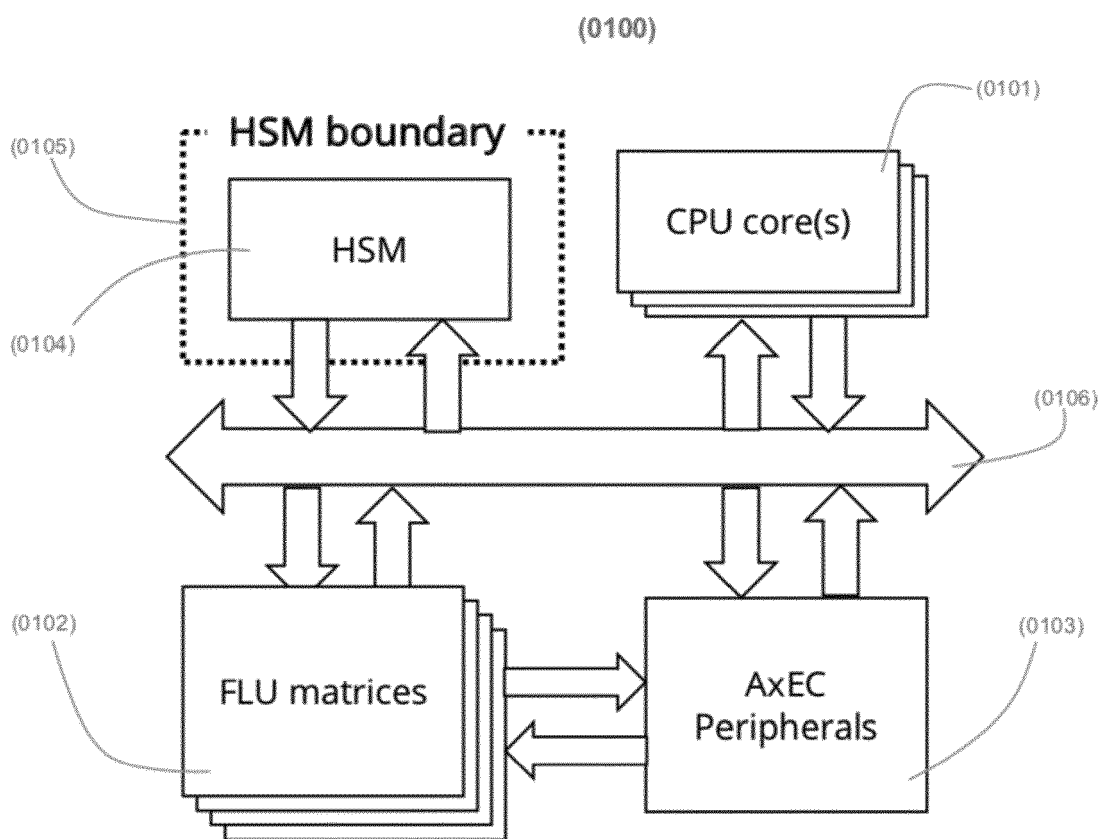 (0100)
(0101)
(0105)
HSM boundary
CPU core(s)
HSM
(0104)
(0106)
(0102)
(0103)
FLU matrices
AxEC
Peripherals